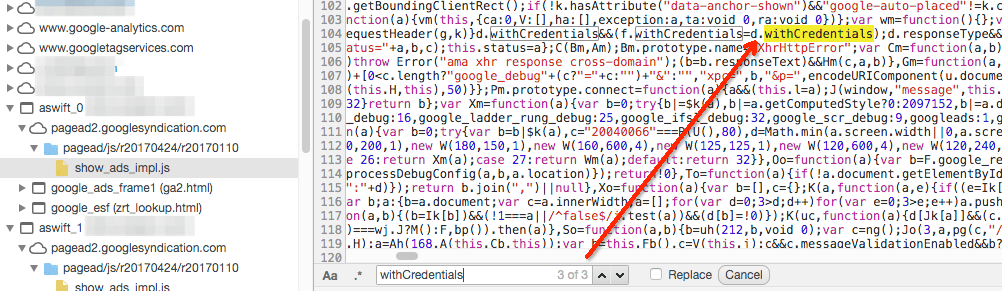 www.google-analytics.com
www.googletagservices.com
aswift_0
pagead2.googlesyndication.com
pagead/js/r20170424/r20170110
show_ads_impl.js
google_ads_frame1 (ga2.html)
google_esf (zrt_lookup.html)
aswift_1
pagead2.googlesyndication.com
pagead/js/r20170424/r20170110
show_ads_impl.js
102 .getBoundingClientRect();if(!k.hasAttribute("data-anchor-shown")&&"google-auto-placed"!=k.c
103 nction(a){vm(this,{ca:0,V:[],ha:[],exception:a,ta:void 0,ra:void 0})};var wm=function(){};v
104 equestHeader(g,k)}d.withCredentials&&(f.withCredentials=d.withCredentials);d.responseType&&
105 atus="+a,b,c);this.status=a};C(Bm,Am);Bm.prototype.name="XhrHttpError";var Cm=function(a,b)
106 )throw Error("ama xhr response cross-domain");(b=b.responseText)&&Hm(c,a,b)},Gm=function(a,
107 )+[0<c.length?"google_debug"+(c?"="+c:"")+"&":"","xpc=",b,"&p=",encodeURIComponent(u.docume
108 (this.H,this),50)}};Pm.prototype.connect=function(a){a&&(this.l=a);J(window,"message",this.
109 32}return b};var Xm=function(a){var b=0;try{b|=$k(a),b|=a.getComputedStyle?0:2097152,b|=a.d
110 _debug:16,google_ladder_rung_debug:25,google_ifst_debug:32,google_scr_debug:9,googleads:1,g
111 n(a){var b=0;try{var b=b|$k(a),c="20040066"===R(U(),80),d=Math.min(a.screen.width||0,a.scre
112 0,200,1),new W(180,150,1),new W(160,600,4),new W(125,125,1),new W(120,600,4),new W(120,240,
113 e 26:return Xm(a);case 27:return Wm(a);default:return 32}},Oo=function(a){var b=F.google_re
114 processDebugConfig(a,b,a.location)}return!0},To=function(a){if(a=a.document.getElementById
115 ":"+d)});return b.join(",")||null},Xo=function(a){var b=[],c={};K(a,function(a,e){if((e=Ik[
116 ar b;a:{b=a.document;var c=a.innerWidth,a=[];for(var d=0;3>d;d++)for(var e=0;3>e;e++)a.push
117 on(a,b){(b=Ik[b])&&(!1===a||/^false$/i.test(a))&&(d[b]=!0)});K(uc,function(a){d[Jk[a]]&&(c.
118 )===wj.J?M():F,bp()).then(a)},So=function(a,b){b=uh(212,b,void 0);var c=ng();Jo(3,a,pg(c,"/
119 .H):a=Ah(168.A(this.Cb.this)):var b=this.Fb().c=V(this.i):c&&c.messageValidationEnabled&&b?
120
Aa .* withCredentials 3 of 3 Replace Cancel